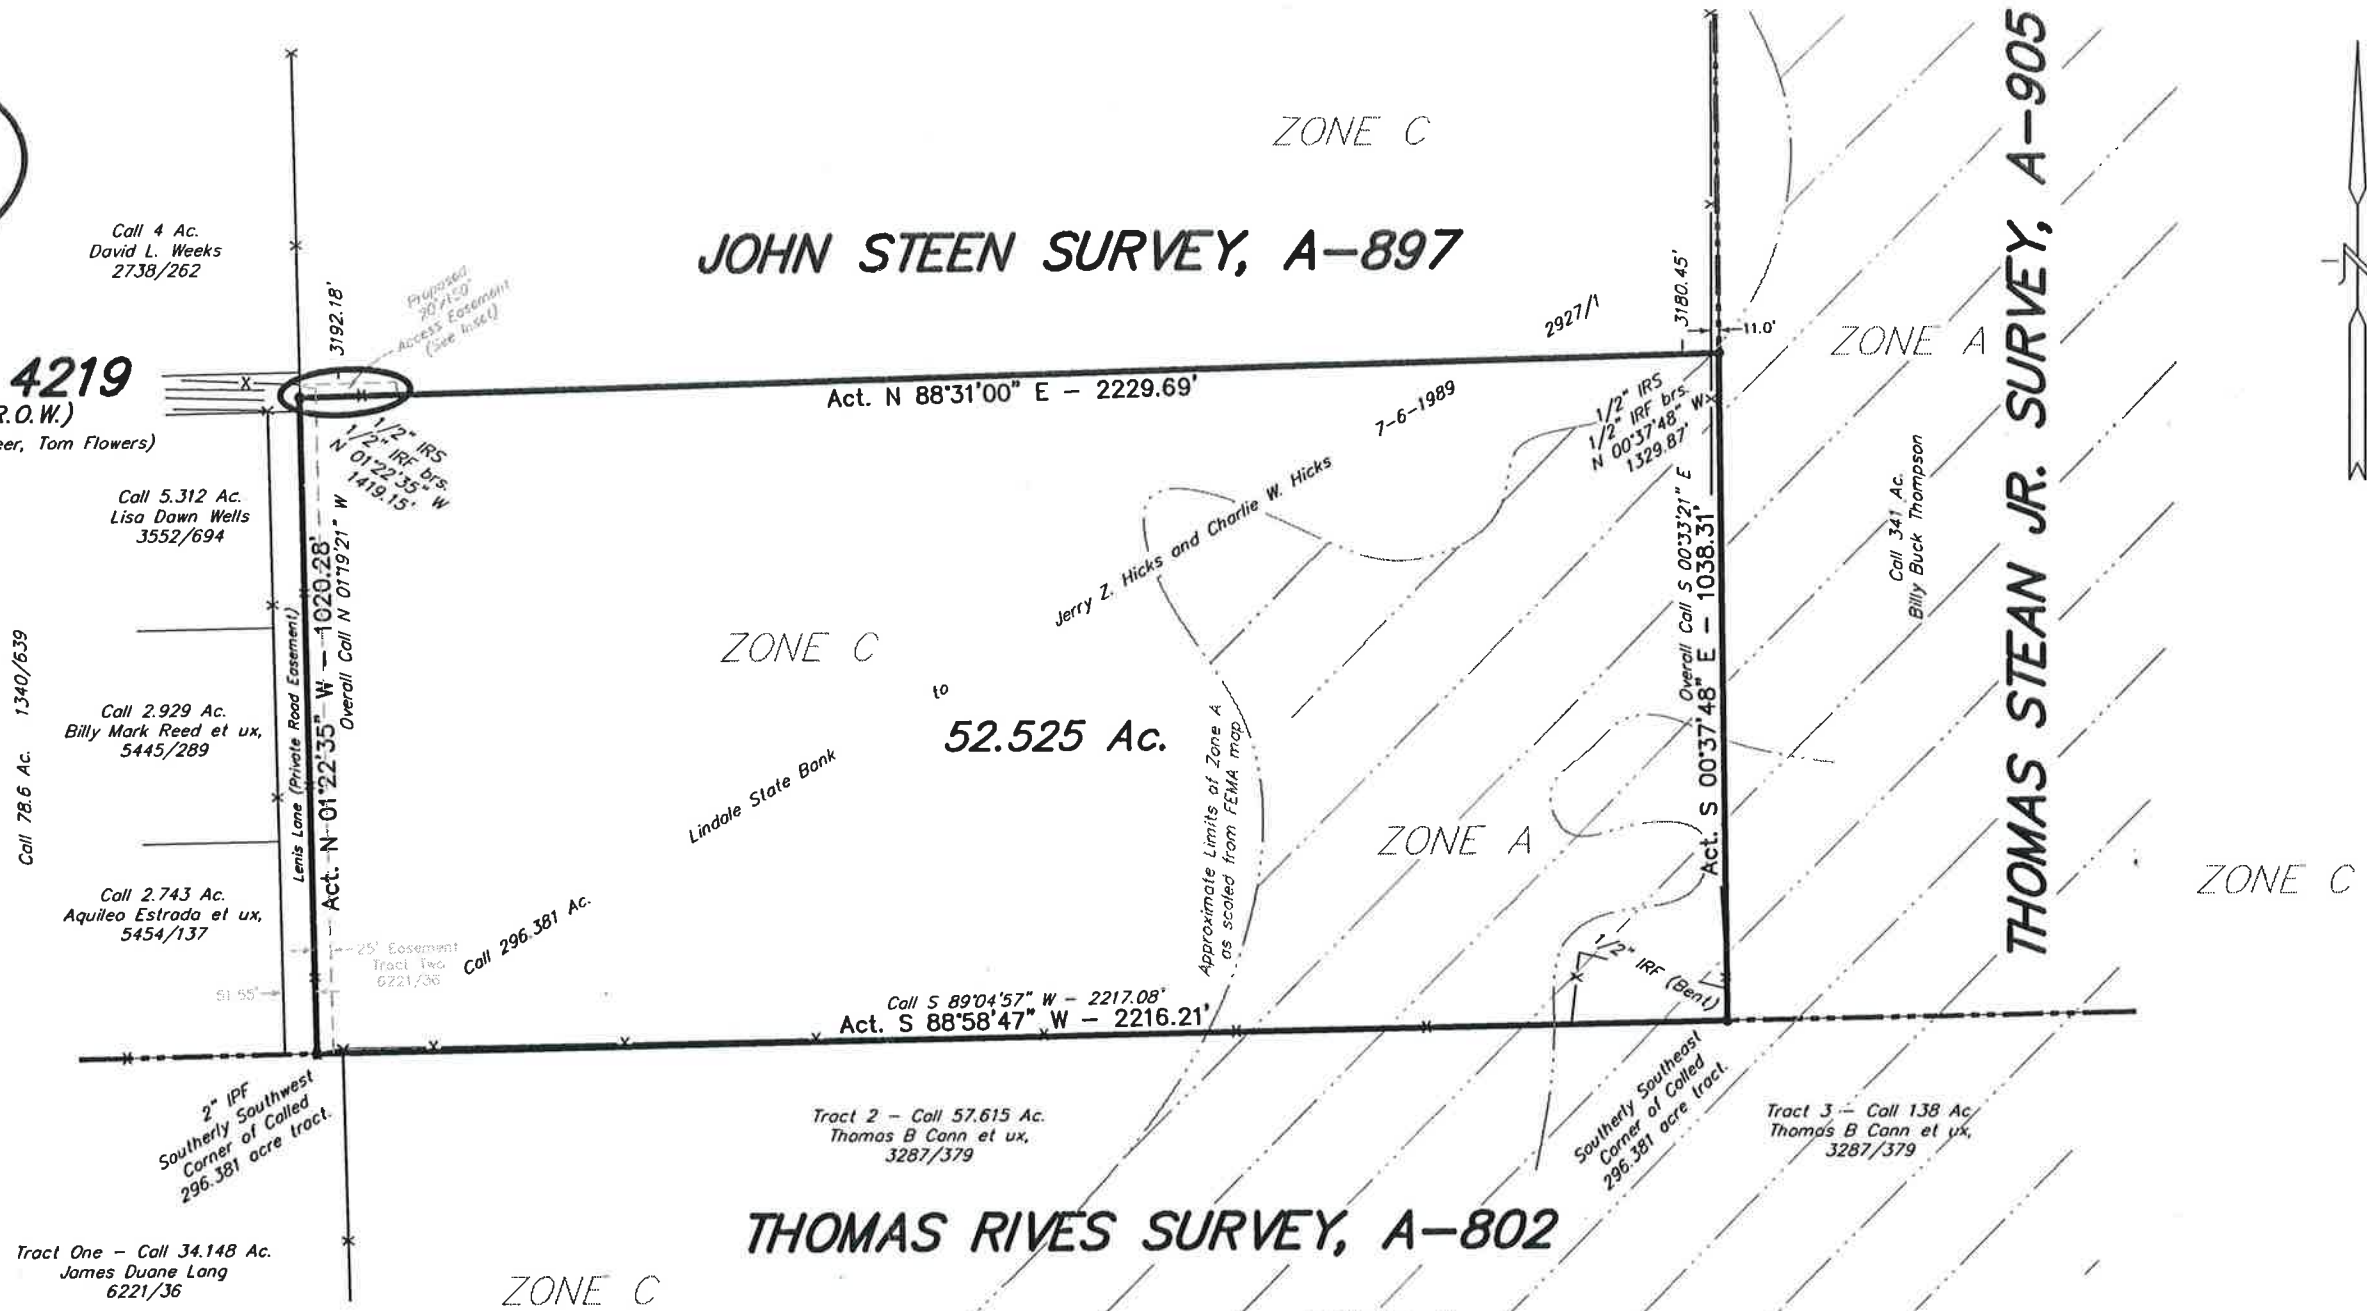 ZONE C
THOMAS STEAN JR. SURVEY, A-905
JOHN STEEN SURVEY, A-897
Call 4 Ac.
David L. Weeks
2738/262
Proposed
Access Easement
(See Inset)
3192.18'
3180.45'
2927/1
11.0'
ZONE A
4219
R.O.W.)
eer, Tom Flowers)
Act. N 88°31'00" E - 2229.69'
7-6-1989
1/2" IRS
1/2" IRF brs.
N 01°22'35" W
1419.15'
1/2" IRS
1/2" IRF brs.
N 00°37'48" W
1329.87'
Jerry Z. Hicks and Charlie W. Hicks
Call 5.312 Ac.
Lisa Dawn Wells
3552/694
Call 341 Ac.
Billy Buck Thompson
Lenis Lane (Private Road Easement)
Act. N 01°22'35" W - 1020.28'
Overall Call N 01°19'21" W
Overall Call S 00°33'21" E
Act. S 00°37'48" E - 1038.31'
ZONE C
to
52.525 Ac.
Call 78.6 Ac. 1340/639
Call 2.929 Ac.
Billy Mark Reed et ux,
5445/289
Lindale State Bank
Approximate Limits of Zone A
as scaled from FEMA map
ZONE A
ZONE C
Call 2.743 Ac.
Aquileo Estrada et ux,
5454/137
Call 296.381 Ac.
25' Easement
Tract Two
6221/36
51.55'
1/2" IRF (Bent)
Call S 89°04'57" W - 2217.08'
Act. S 88°58'47" W - 2216.21'
2" IPF
Southerly Southwest
Corner of Called
296.381 acre tract.
Tract 2 - Call 57.615 Ac.
Thomas B Cann et ux,
3287/379
Southerly Southeast
Corner of Called
296.381 acre tract.
Tract 3 - Call 138 Ac
Thomas B Cann et ux,
3287/379
THOMAS RIVES SURVEY, A-802
Tract One - Call 34.148 Ac.
James Duane Lang
6221/36
ZONE C